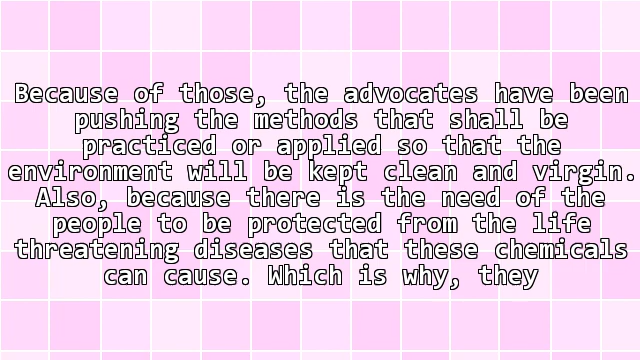 Because of those, the advocates have been
pushing the methods that shall be
practiced or applied so that the
environment will be kept clean and virgin.
Also, because there is the need of the
people to be protected from the life
threatening diseases that these chemicals
can cause. Which is why, they